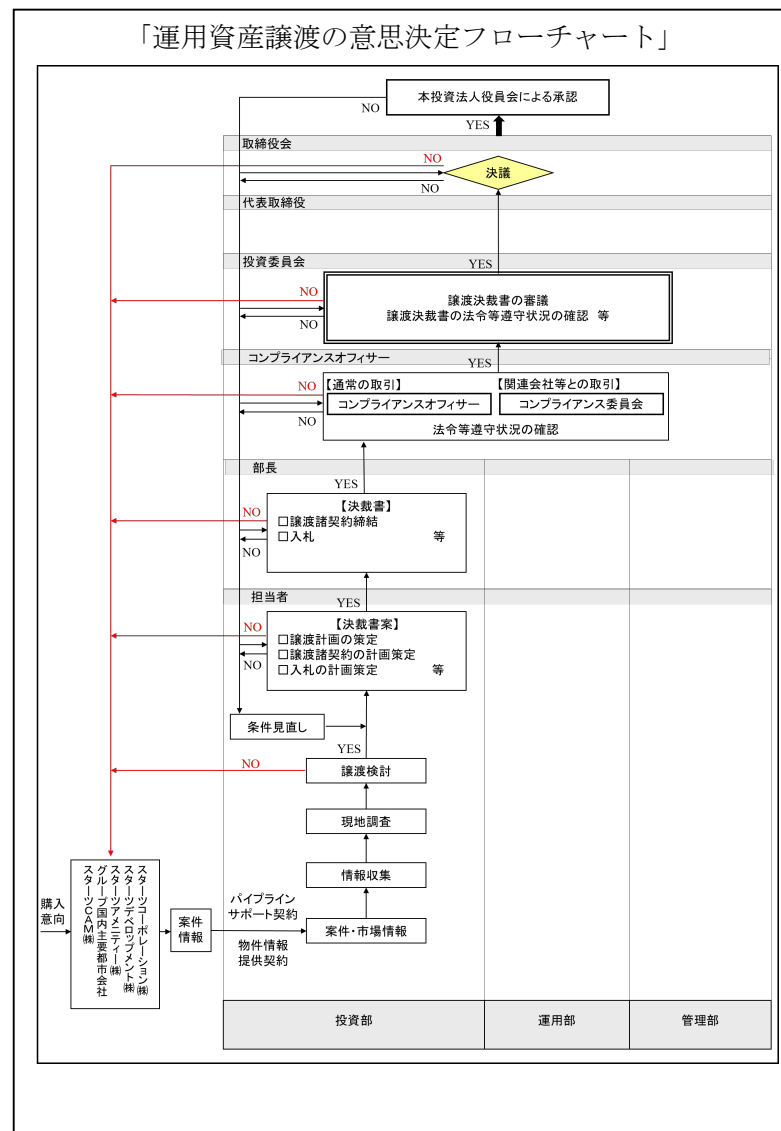 「運用資産譲渡の意思決定フローチャート」
本投資法人役員会による承認
NO
YES
取締役会
NO
決議
NO
代表取締役
投資委員会
YES
NO
譲渡決裁書の審議
譲渡決裁書の法令等遵守状況の確認 等
NO
コンプライアンスオフィサー
YES
【通常の取引】
【関連会社等との取引】
NO
コンプライアンスオフィサー
コンプライアンス委員会
NO
法令等遵守状況の確認
部長
YES
【決裁書】
NO
□譲渡諸契約締結
□入札 等
NO
担当者
YES
【決裁書案】
NO
□譲渡計画の策定
□譲渡諸契約の計画策定
NO
□入札の計画策定 等
条件見直し
YES
NO
譲渡検討
現地調査
情報収集
案件・市場情報
購入
意向
スターツコーポレーション㈱
スターツデベロップメント㈱
スターツアメニティー㈱
グループ国内主要都市会社
スターツCAM㈱
案件
情報
パイプライン
サポート契約
物件情報
提供契約
投資部
運用部
管理部